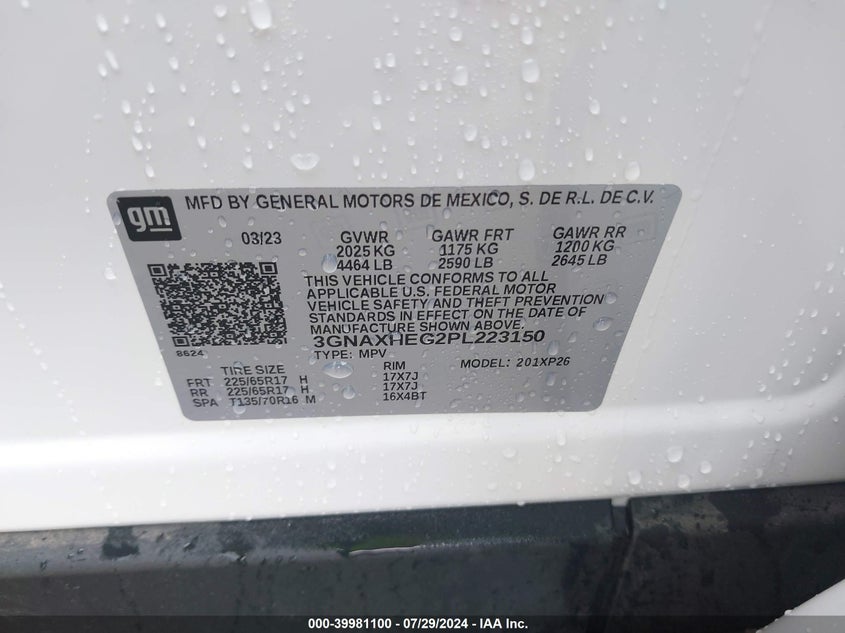 gm MFD BY GENERAL MOTORS DE MEXICO, S. DE R.L. DE C.V.
03/23 GVWR GAWR FRT GAWR RR
2025 KG 1175 KG 1200 KG
4464 LB 2590 LB 2645 LB
THIS VEHICLE CONFORMS TO ALL
APPLICABLE U.S. FEDERAL MOTOR
VEHICLE SAFETY AND THEFT PREVENTION
STANDARDS IN EFFECT ON THE DATE OF
MANUFACTURE SHOWN ABOVE.
3GNAXHEG2PL223150
8624 TYPE: MPV MODEL: 201XP26
TIRE SIZE RIM
FRT 225/65R17 H 17X7J
RR 225/65R17 H 17X7J
SPA T135/70R16 M 16X4BT
000-39981100 / 07/29/2024 - IAA Inc.